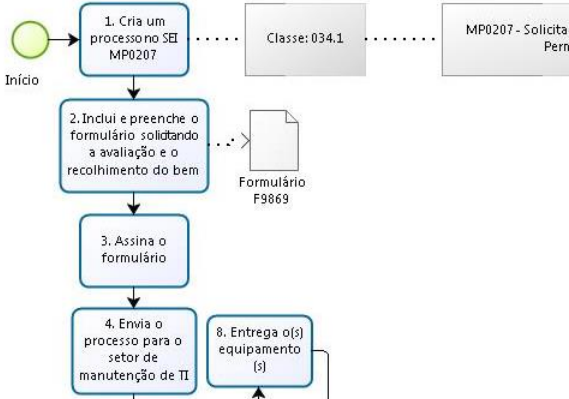 1. Cria um
processo no SEI
MP0207
Classe: 034.1
MP0207 - Solicita
Perm
Início
2. Inclui e preenche o
formulário solicitando
a avaliação e o
recolhimento do bem
Formulário
F9869
3. Assina o
formulário
4. Envia o
processo para o
setor de
manutenção de TI
8. Entrega o(s)
equipamento
(s)